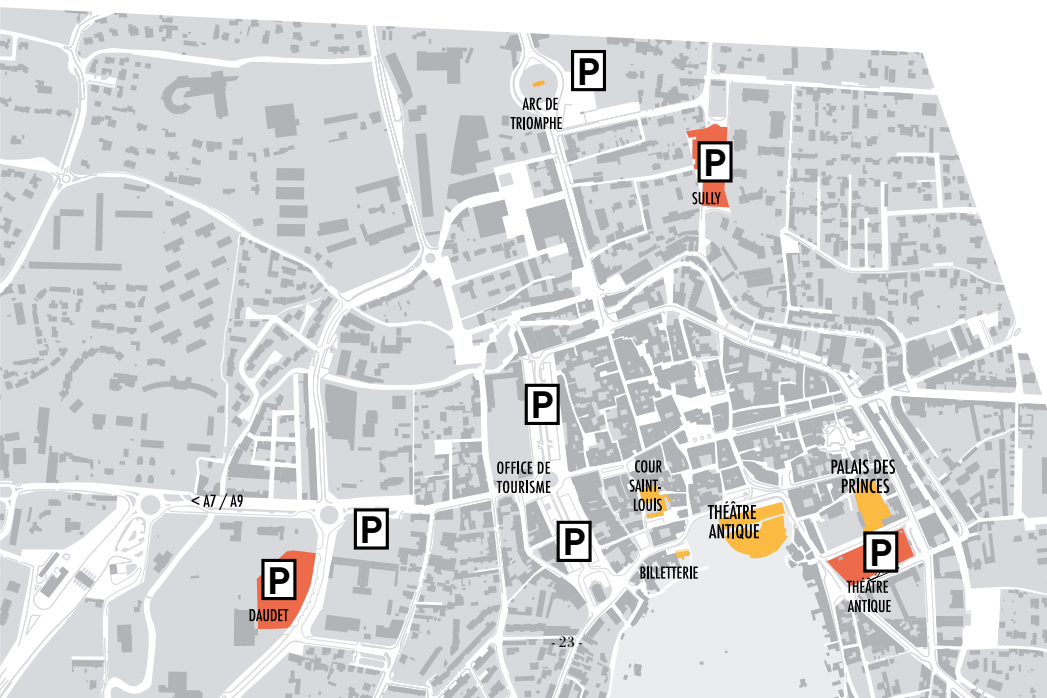 P
ARC DE
TRIOMPHE
P
SULLY
P
OFFICE DE
TOURISME
COUR
SAINT-
LOUIS
PALAIS DES
PRINCES
< A7 / A9
P
THÉÂTRE
ANTIQUE
P
P
THÉÂTRE
ANTIQUE
BILLETTERIE
P
DAUDET
- 23 -